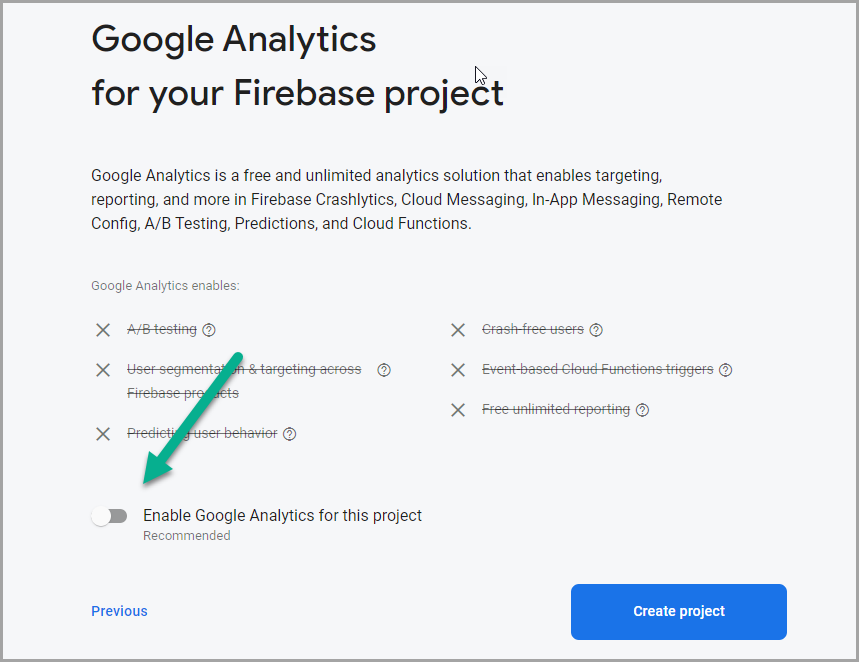 Google Analytics
for your Firebase project
Google Analytics is a free and unlimited analytics solution that enables targeting,
reporting, and more in Firebase Crashlytics, Cloud Messaging, In-App Messaging, Remote
Config, A/B Testing, Predictions, and Cloud Functions.
Google Analytics enables:
A/B testing
User segmentation & targeting across
Firebase products
Predicting user behavior
Crash-free users
Event-based Cloud Functions triggers
Free unlimited reporting
Enable Google Analytics for this project
Recommended
Previous
Create project